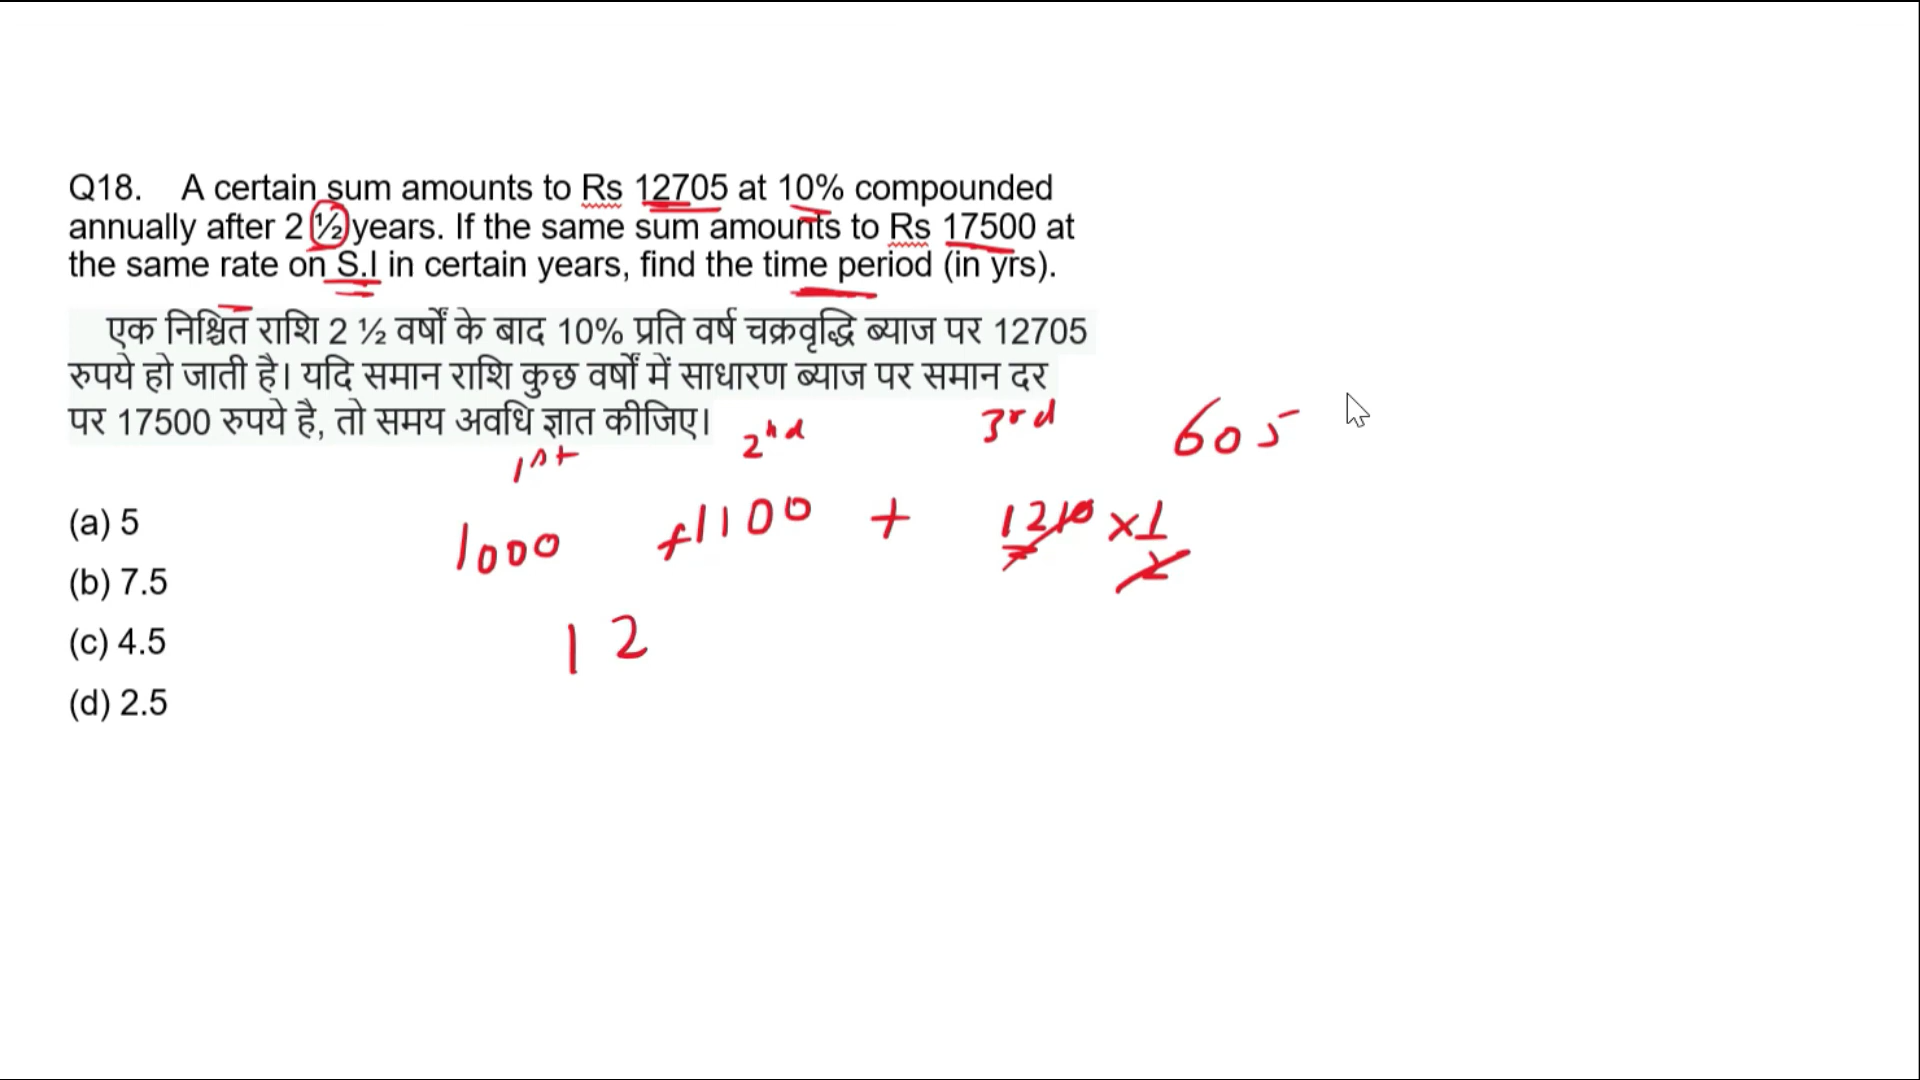 Q18. A certain sum amounts to Rs 12705 at 10% compounded
annually after 2 ½ years. If the same sum amounts to Rs 17500 at
the same rate on S.I in certain years, find the time period (in yrs).
एक निश्चित राशि 2 ½ वर्षों के बाद 10% प्रति वर्ष चक्रवृद्धि ब्याज पर 12705
रुपये हो जाती है। यदि समान राशि कुछ वर्षों में साधारण ब्याज पर समान दर
पर 17500 रुपये है, तो समय अवधि ज्ञात कीजिए।
1st 2nd 3rd 605
(a) 5
1000 +1100 + 1210 x 1/2
(b) 7.5
(c) 4.5
12
(d) 2.5